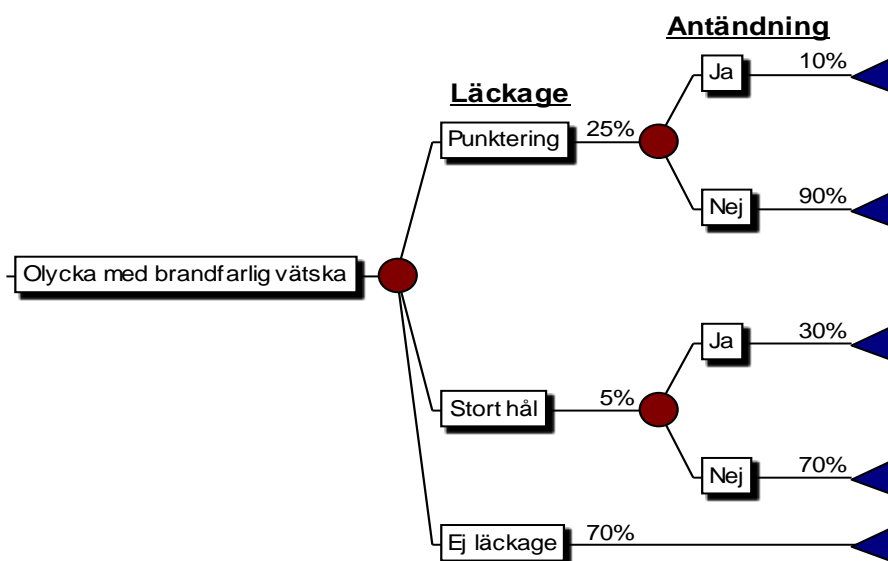 Antändning
Ja 10%
Läckage
Punktering 25%
Nej 90%
Olycka med brandfarlig vätska
Ja 30%
Stort hål 5%
Nej 70%
Ej läckage 70%